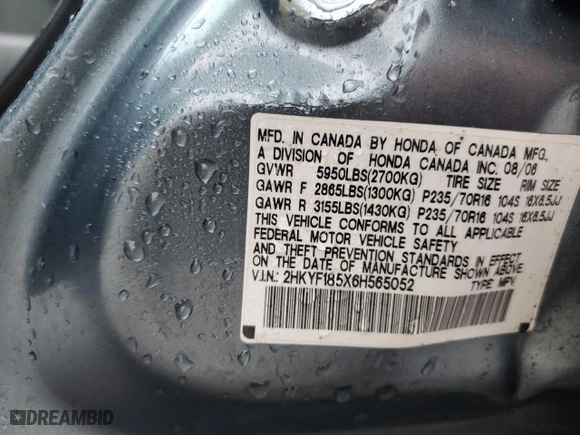 MFD. IN CANADA BY HONDA OF CANADA MFG.,
A DIVISION OF HONDA CANADA INC. 08/06
GVWR 5950LBS(2700KG) TIRE SIZE RIM SIZE
GAWR F 2865LBS(1300KG) P235/70R16 104S 16X6.5JJ
GAWR R 3155LBS(1430KG) P235/70R16 104S 16X6.5JJ
THIS VEHICLE CONFORMS TO ALL APPLICABLE
FEDERAL MOTOR VEHICLE SAFETY
AND THEFT PREVENTION STANDARDS IN EFFECT
ON THE DATE OF MANUFACTURE SHOWN ABOVE.
V.I.N.: 2HKYF185X6H565052 TYPE MPV
DREAMBID